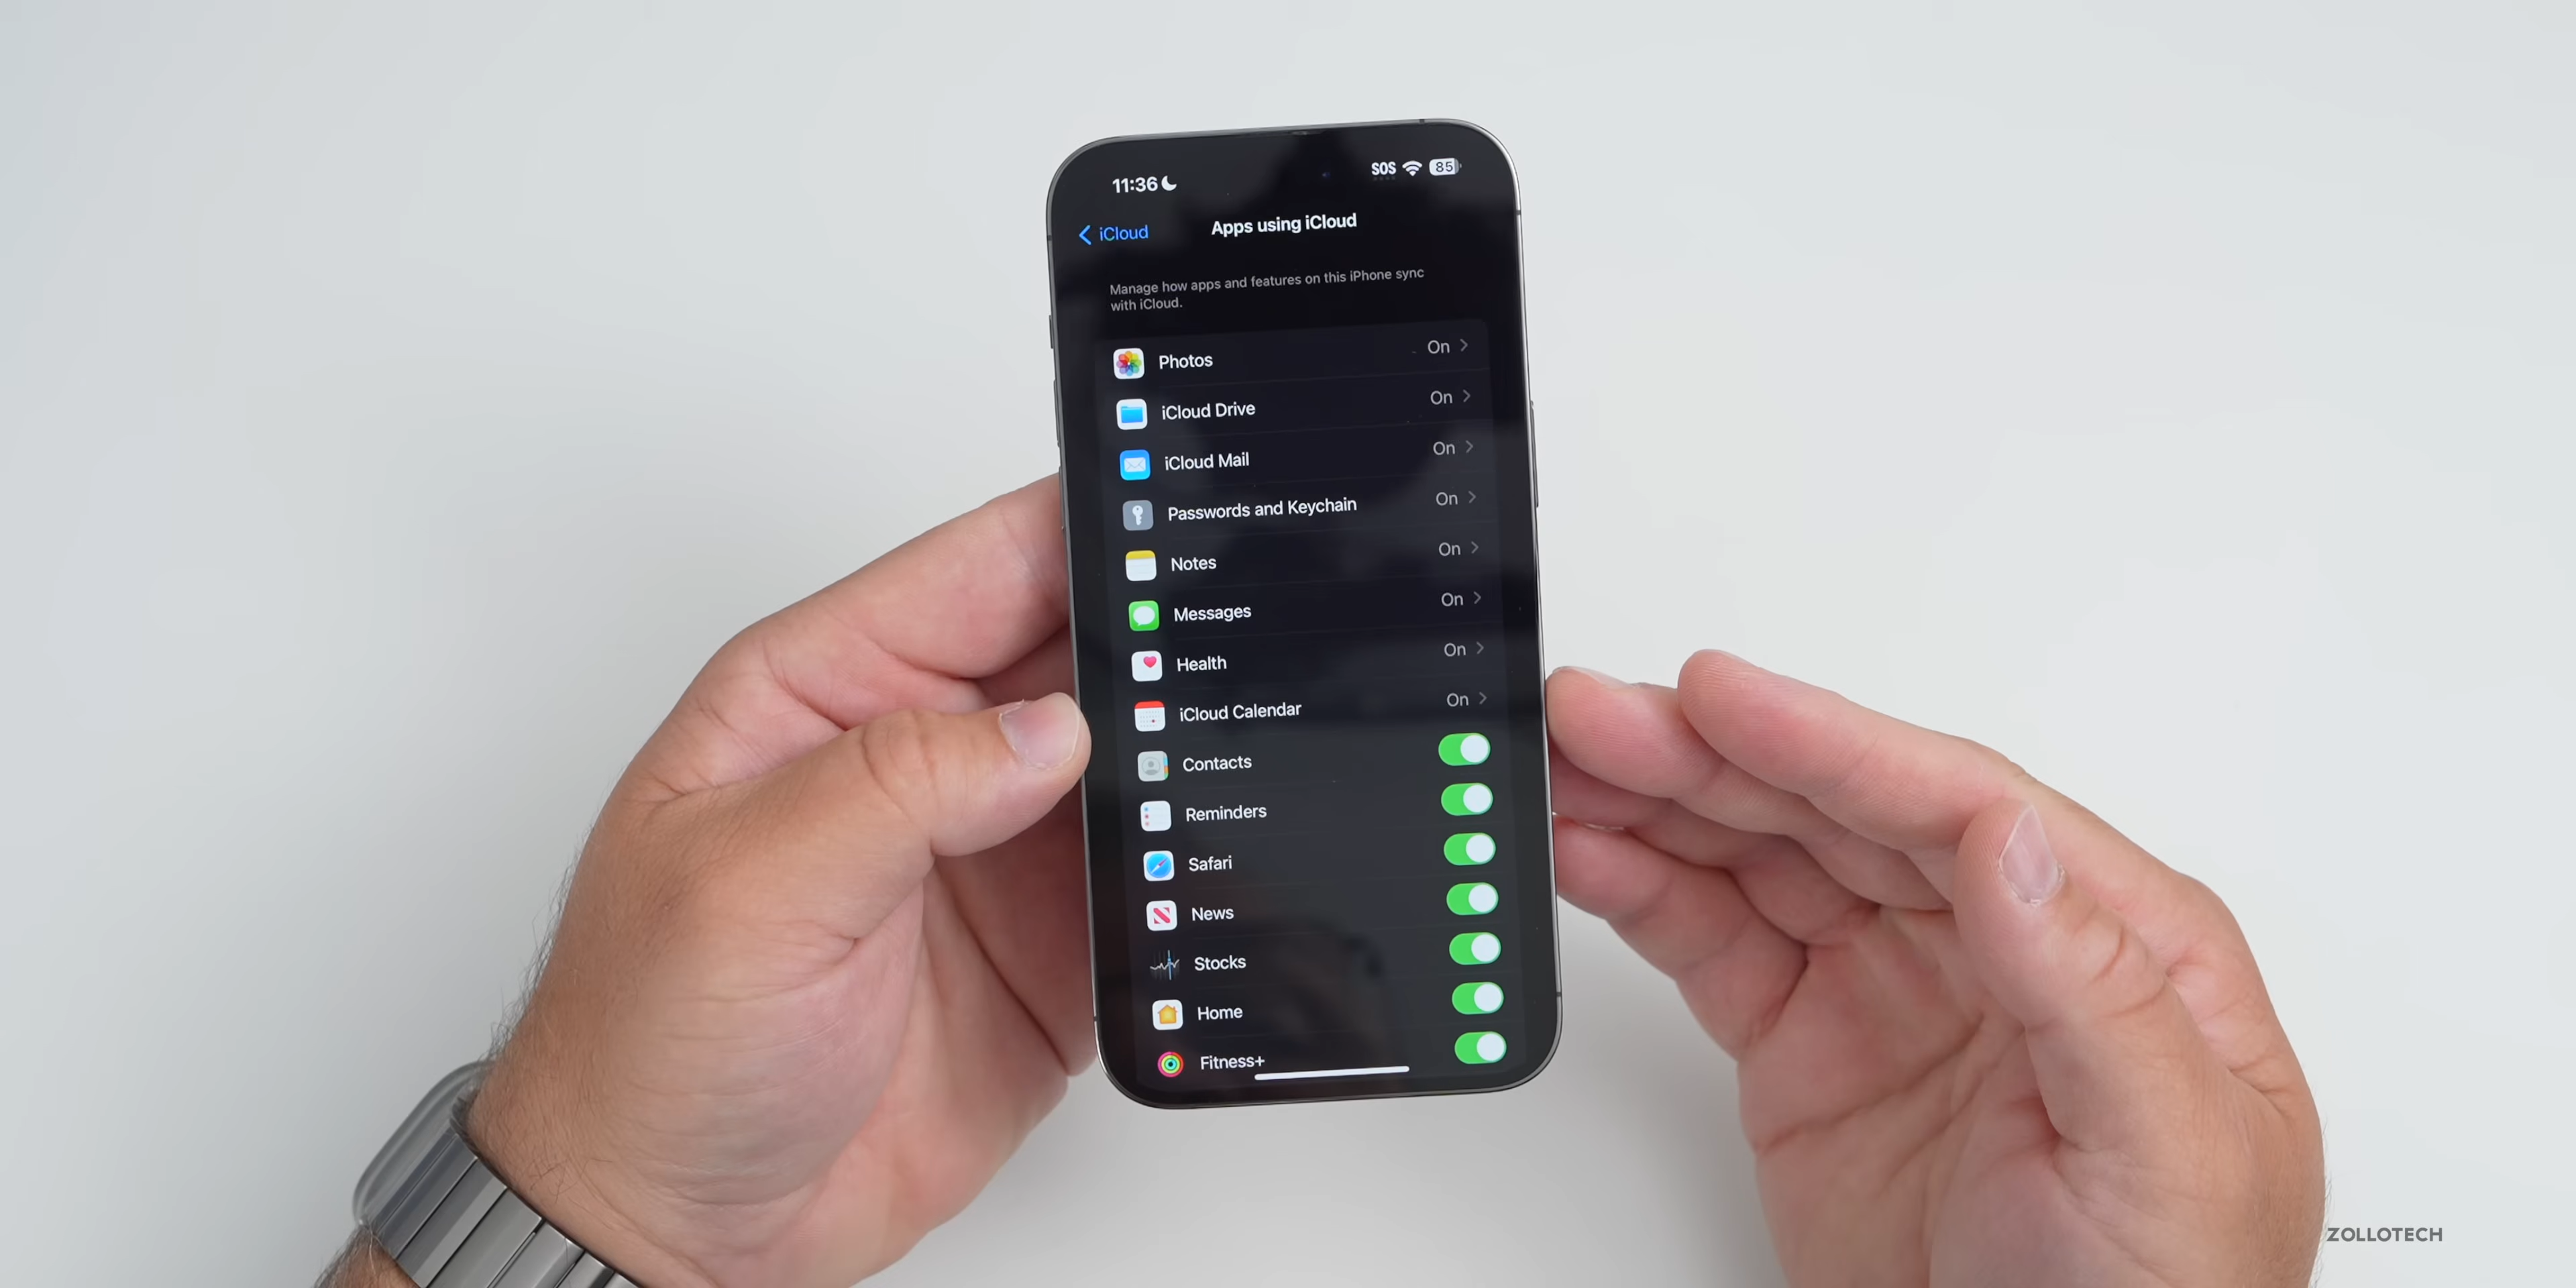 11:36
SOS
85
iCloud
Apps using iCloud
Manage how apps and features on this iPhone sync
with iCloud.
Photos On
iCloud Drive On
iCloud Mail On
Passwords and Keychain On
Notes On
Messages On
Health On
iCloud Calendar On
Contacts
Reminders
Safari
News
Stocks
Home
Fitness+
ZOLLOTECH